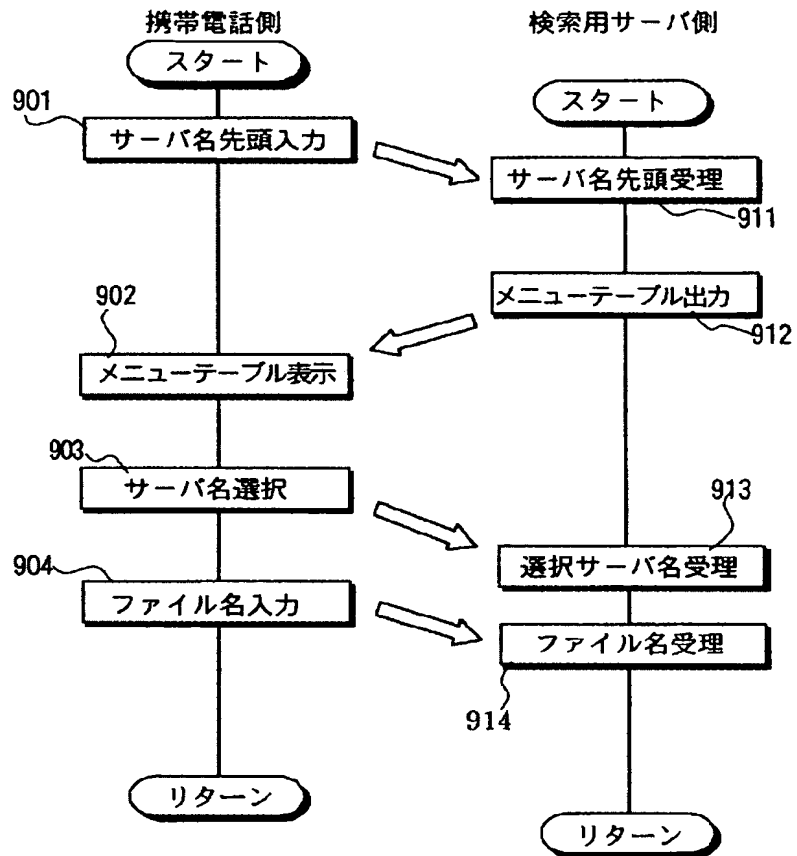 携帯電話側
検索用サーバ側
スタート
スタート
901
サーバ名先頭入力
サーバ名先頭受理
911
902
メニューテーブル出力
912
メニューテーブル表示
903
サーバ名選択
913
選択サーバ名受理
904
ファイル名入力
ファイル名受理
914
リターン
リターン